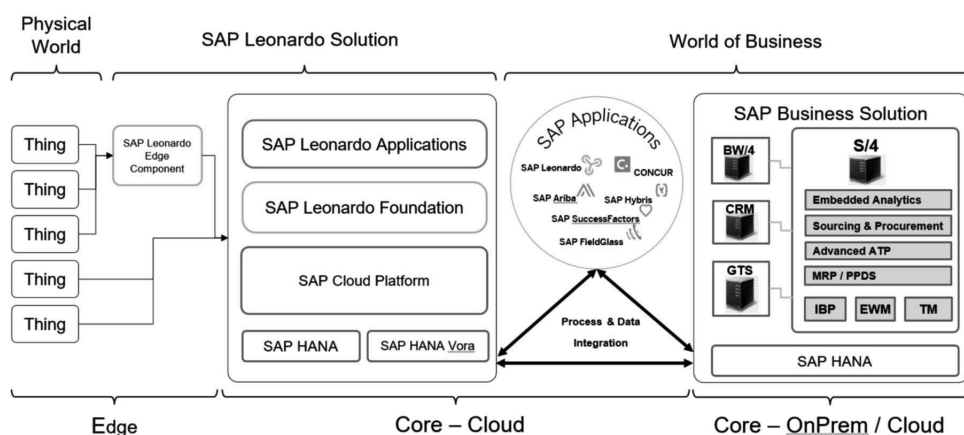 Physical
World
SAP Leonardo Solution
World of Business
Thing
Thing
Thing
Thing
Thing
SAP Leonardo
Edge
Component
SAP Leonardo Applications
SAP Leonardo Foundation
SAP Cloud Platform
SAP HANA
SAP HANA Vora
SAP Applications
SAP Leonardo
C.
CONCUR
SAP Ariba
SAP Hybris
SAP SuccessFactors
SAP FieldGlass
Process & Data
Integration
SAP Business Solution
BW/4
CRM
GTS
S/4
Embedded Analytics
Sourcing & Procurement
Advanced ATP
MRP / PPDS
IBP
EWM
TM
SAP HANA
Edge
Core – Cloud
Core – OnPrem / Cloud